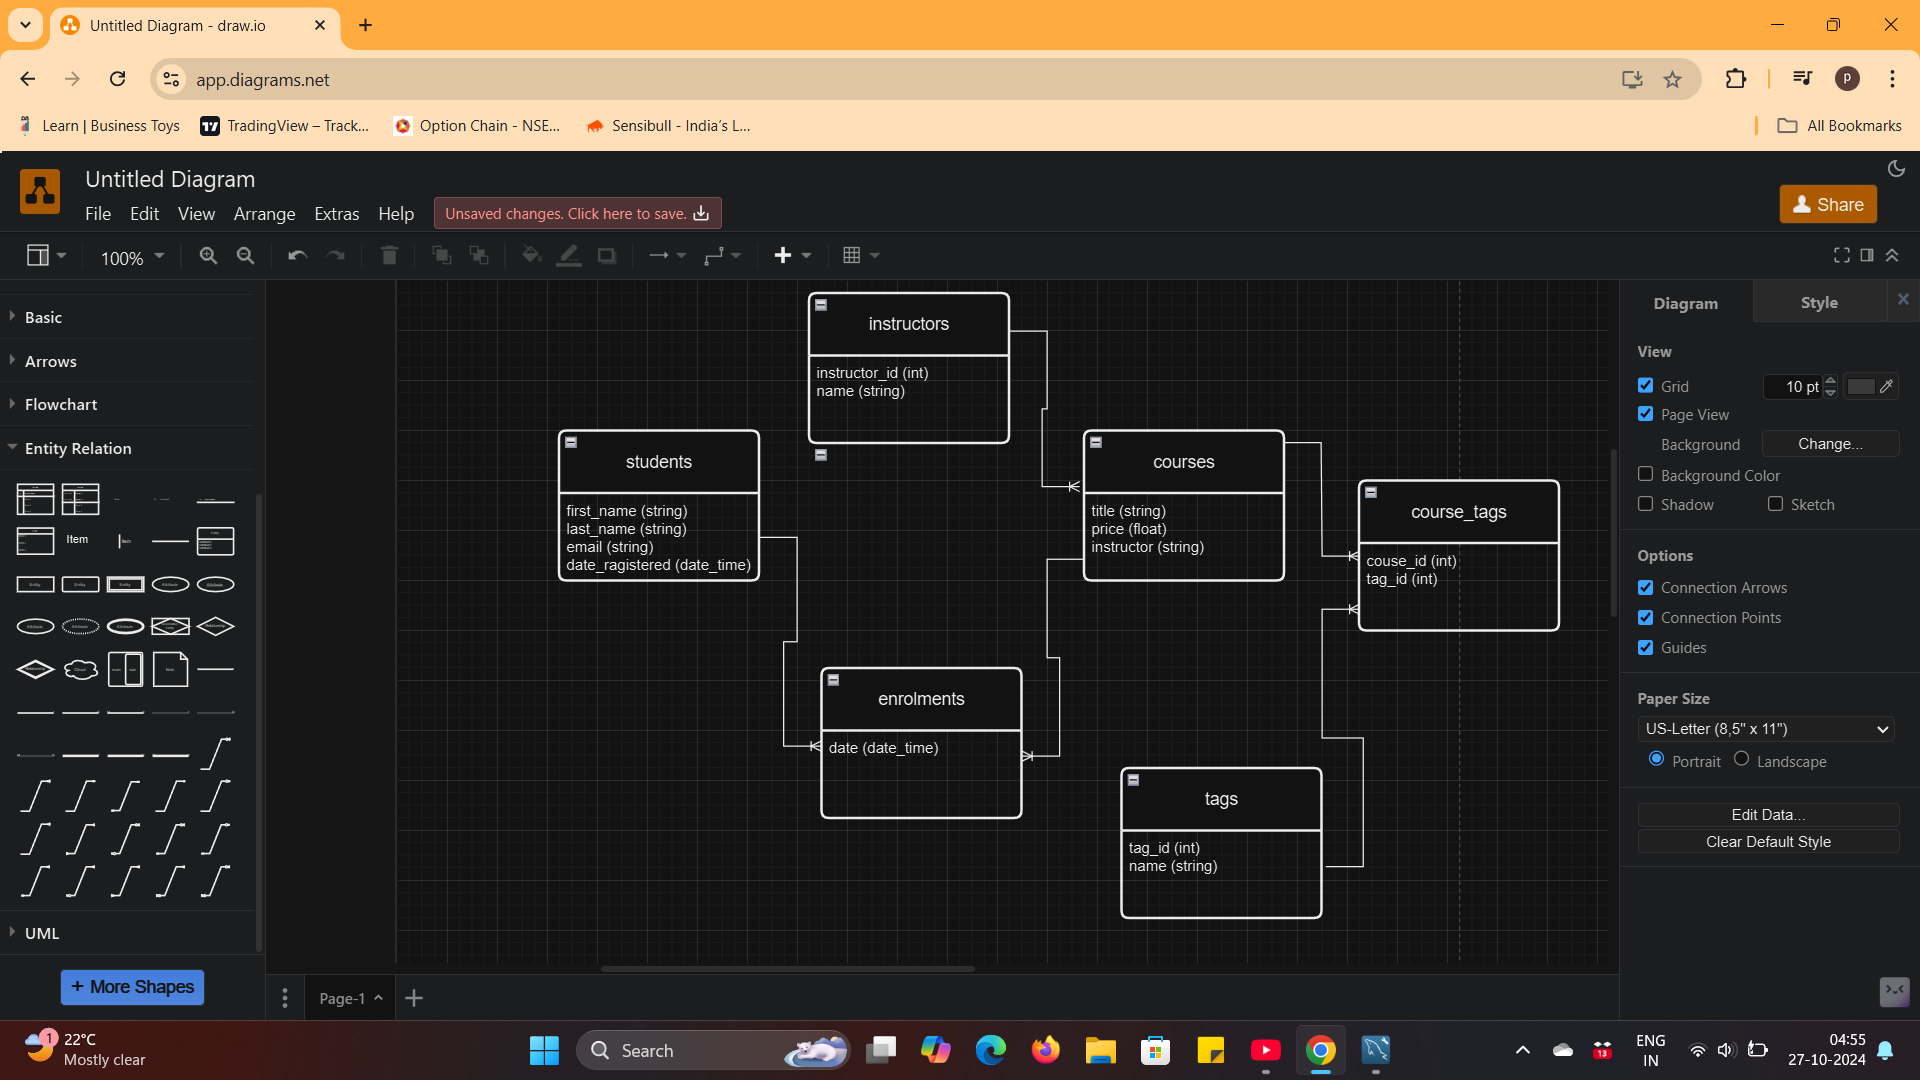 Untitled Diagram - draw.io
app.diagrams.net
P
Learn | Business Toys
TradingView – Track...
Option Chain - NSE...
Sensibull - India's L...
All Bookmarks
Untitled Diagram
File Edit View Arrange Extras Help
Unsaved changes. Click here to save.
Share
100%
Basic
Arrows
Flowchart
Entity Relation
Item
UML
+ More Shapes
instructors
instructor_id (int)
name (string)
students
first_name (string)
last_name (string)
email (string)
date_ragistered (date_time)
courses
title (string)
price (float)
instructor (string)
course_tags
couse_id (int)
tag_id (int)
enrolments
date (date_time)
tags
tag_id (int)
name (string)
Page-1
Diagram
Style
View
Grid
10 pt
Page View
Background
Change...
Background Color
Shadow
Sketch
Options
Connection Arrows
Connection Points
Guides
Paper Size
US-Letter (8,5" x 11")
Portrait
Landscape
Edit Data...
Clear Default Style
1
22°C
Mostly clear
Search
13
ENG
IN
04:55
27-10-2024